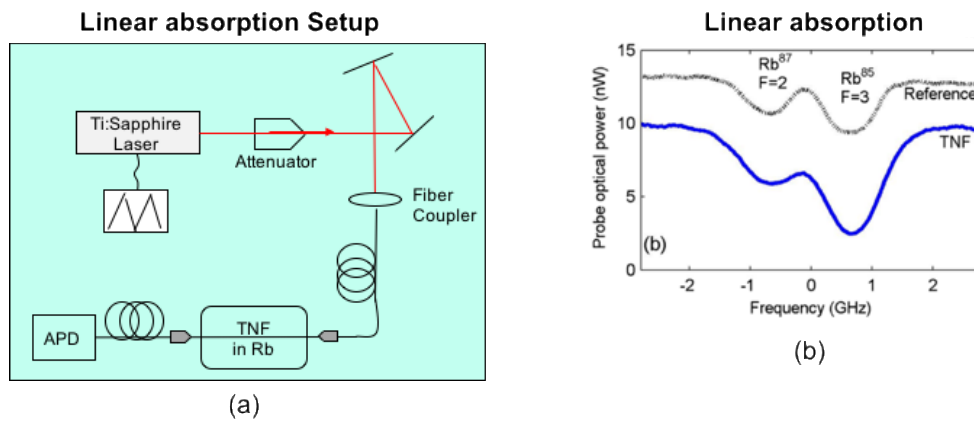 Linear absorption Setup
Ti:Sapphire
Laser
Attenuator
Fiber
Coupler
APD
TNF
in Rb
(a)
Linear absorption
Probe optical power (nW)
15
10
5
0
Rb87
F=2
Rb85
F=3
Reference
TNF
(b)
-2
-1
0
1
2
Frequency (GHz)
(b)